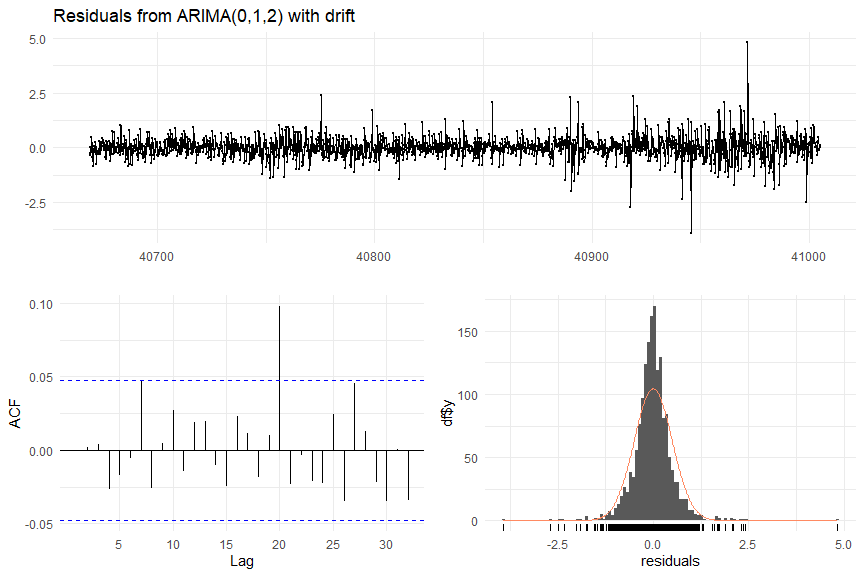 Residuals from ARIMA(0,1,2) with drift
5.0
2.5
0.0
-2.5
40700 40800 40900 41000
0.10
0.05
0.00
-0.05
ACF
5 10 15 20 25 30
Lag
150
100
50
0
df$y
-2.5 0.0 2.5 5.0
residuals